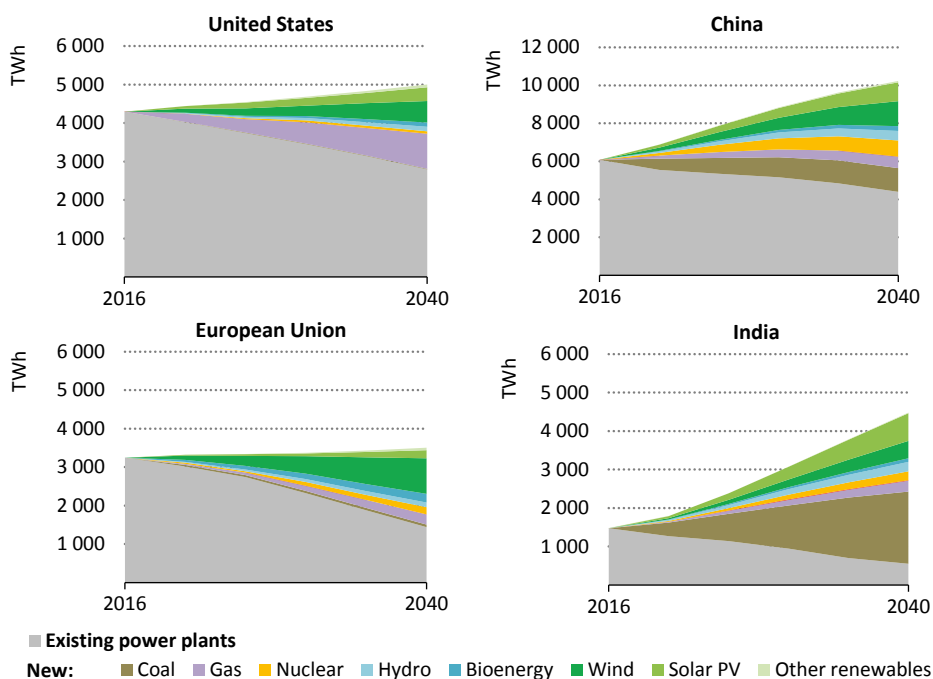 United States
TWh
6 000
5 000
4 000
3 000
2 000
1 000
2016 2040
China
TWh
12 000
10 000
8 000
6 000
4 000
2 000
2016 2040
European Union
TWh
6 000
5 000
4 000
3 000
2 000
1 000
2016 2040
India
TWh
6 000
5 000
4 000
3 000
2 000
1 000
2016 2040
Existing power plants
New: Coal Gas Nuclear Hydro Bioenergy Wind Solar PV Other renewables